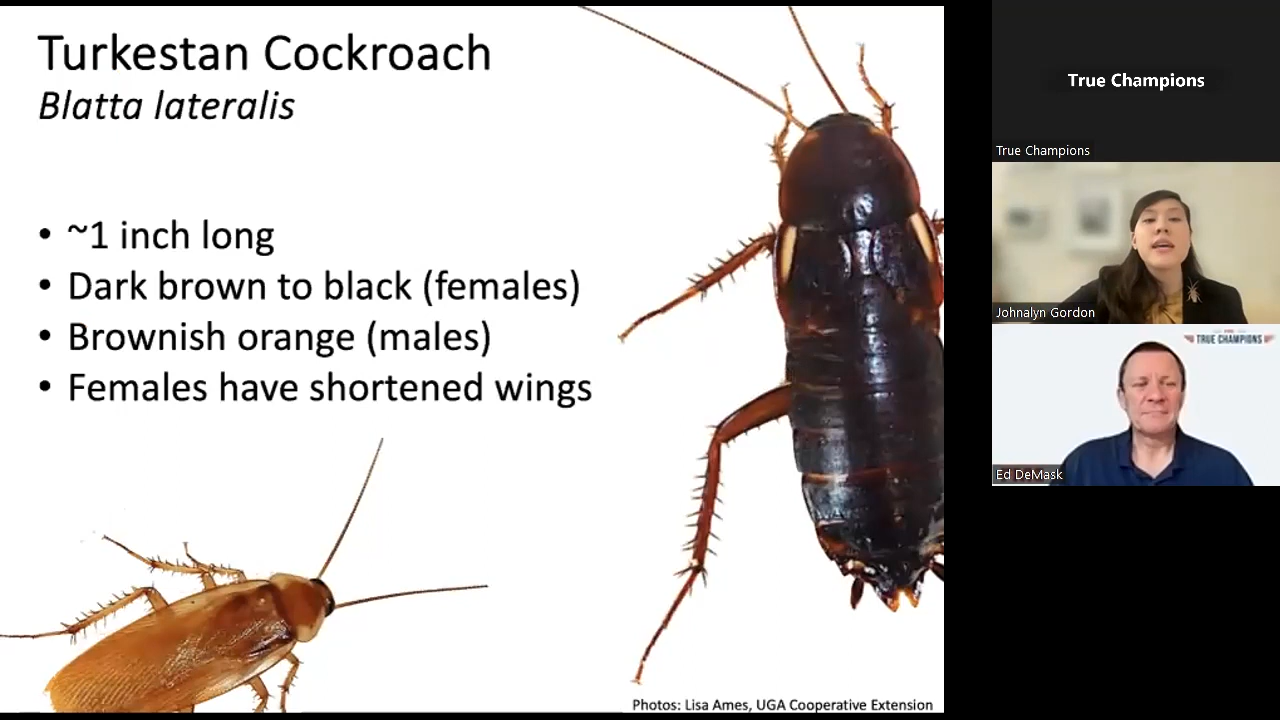 Turkestan Cockroach
Blatta lateralis
• ~1 inch long
• Dark brown to black (females)
• Brownish orange (males)
• Females have shortened wings
Photos: Lisa Ames, UGA Cooperative Extension
True Champions
True Champions
Johnalyn Gordon
TRUE CHAMPIONS
Ed DeMask